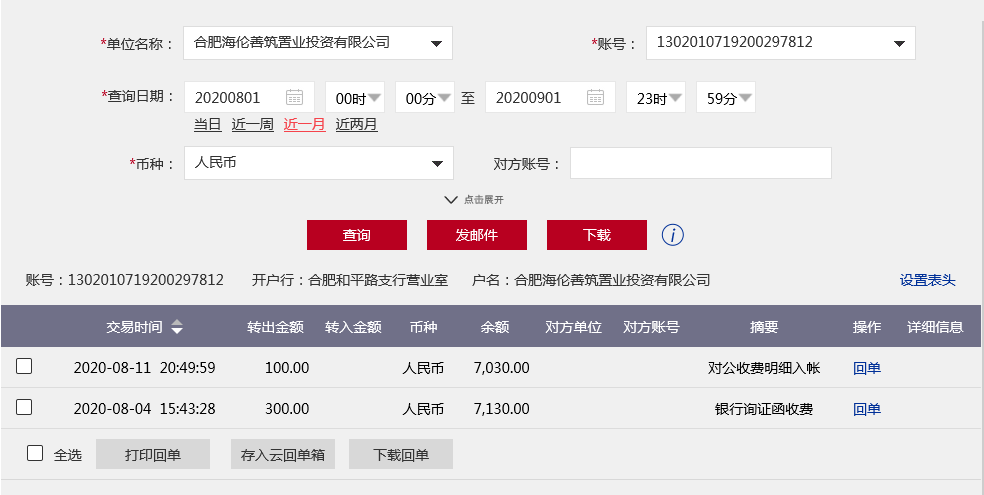 *单位名称： 合肥海伦善筑置业投资有限公司 *账号： 1302010719200297812
*查询日期： 20200801 00时 00分 至 20200901 23时 59分
当日 近一周 近一月 近两月
*币种： 人民币 对方账号：
点击展开
查询 发邮件 下载 i
账号：1302010719200297812 开户行：合肥和平路支行营业室 户名：合肥海伦善筑置业投资有限公司 设置表头
交易时间 转出金额 转入金额 币种 余额 对方单位 对方账号 摘要 操作 详细信息
2020-08-11 20:49:59 100.00 人民币 7,030.00 对公收费明细入帐 回单
2020-08-04 15:43:28 300.00 人民币 7,130.00 银行询证函收费 回单
全选 打印回单 存入云回单箱 下载回单